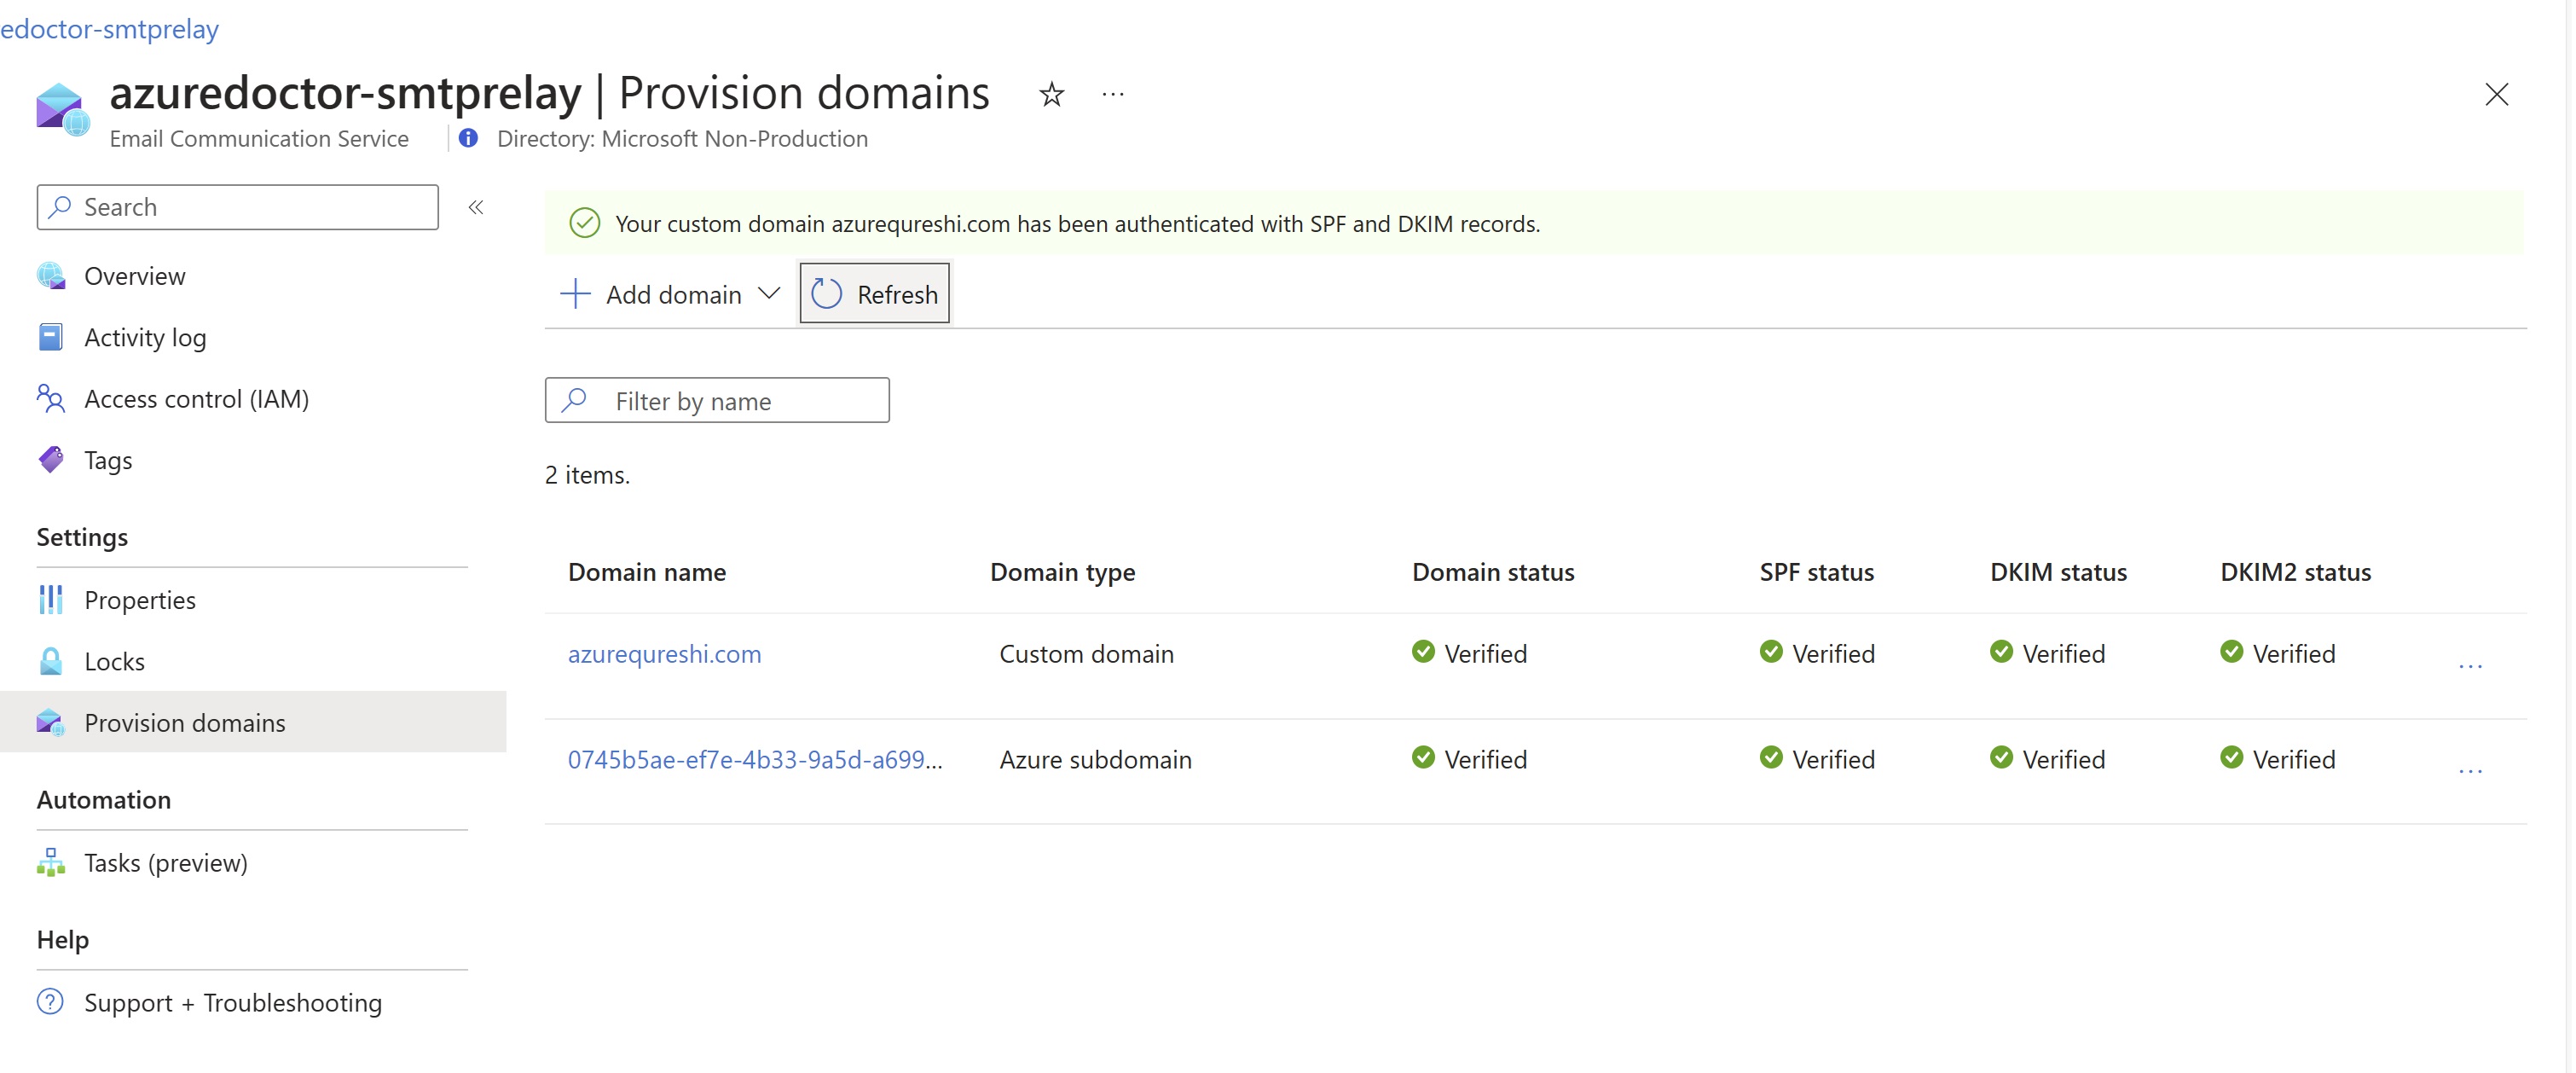 edoctor-smtprelay
azuredoctor-smtprelay | Provision domains
Email Communication Service
Directory: Microsoft Non-Production
Search
Overview
Activity log
Access control (IAM)
Tags
Settings
Properties
Locks
Provision domains
Automation
Tasks (preview)
Help
Support + Troubleshooting
Your custom domain azurequreshi.com has been authenticated with SPF and DKIM records.
Add domain
Refresh
Filter by name
2 items.
Domain name Domain type Domain status SPF status DKIM status DKIM2 status
azurequreshi.com Custom domain Verified Verified Verified Verified
0745b5ae-ef7e-4b33-9a5d-a699... Azure subdomain Verified Verified Verified Verified